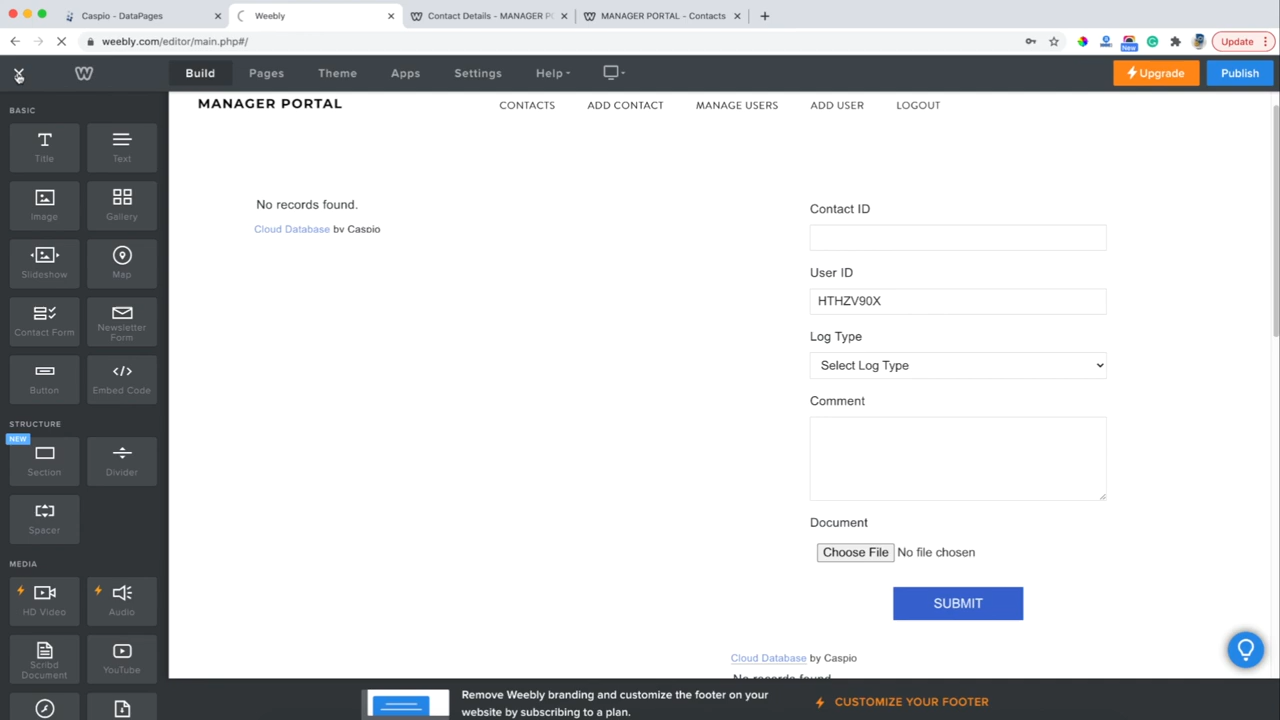 Caspio - DataPages
Weebly
Contact Details - MANAGER PO
MANAGER PORTAL - Contacts
weebly.com/editor/main.php#/
New
Update
Build
Pages
Theme
Apps
Settings
Help
Upgrade
Publish
BASIC
Title
Text
Image
Gallery
Slideshow
Map
Contact Form
Newsletter
Form
Button
Embed Code
STRUCTURE
NEW
Section
Divider
Spacer
MEDIA
HD Video
Audio
Scribd
Document
YouTube
MANAGER PORTAL
CONTACTS
ADD CONTACT
MANAGE USERS
ADD USER
LOGOUT
No records found.
Cloud Database by Caspio
Contact ID
User ID
HTHZV90X
Log Type
Select Log Type
Comment
Document
Choose File No file chosen
SUBMIT
Cloud Database by Caspio
No records found.
Remove Weebly branding and customize the footer on your
website by subscribing to a plan.
CUSTOMIZE YOUR FOOTER